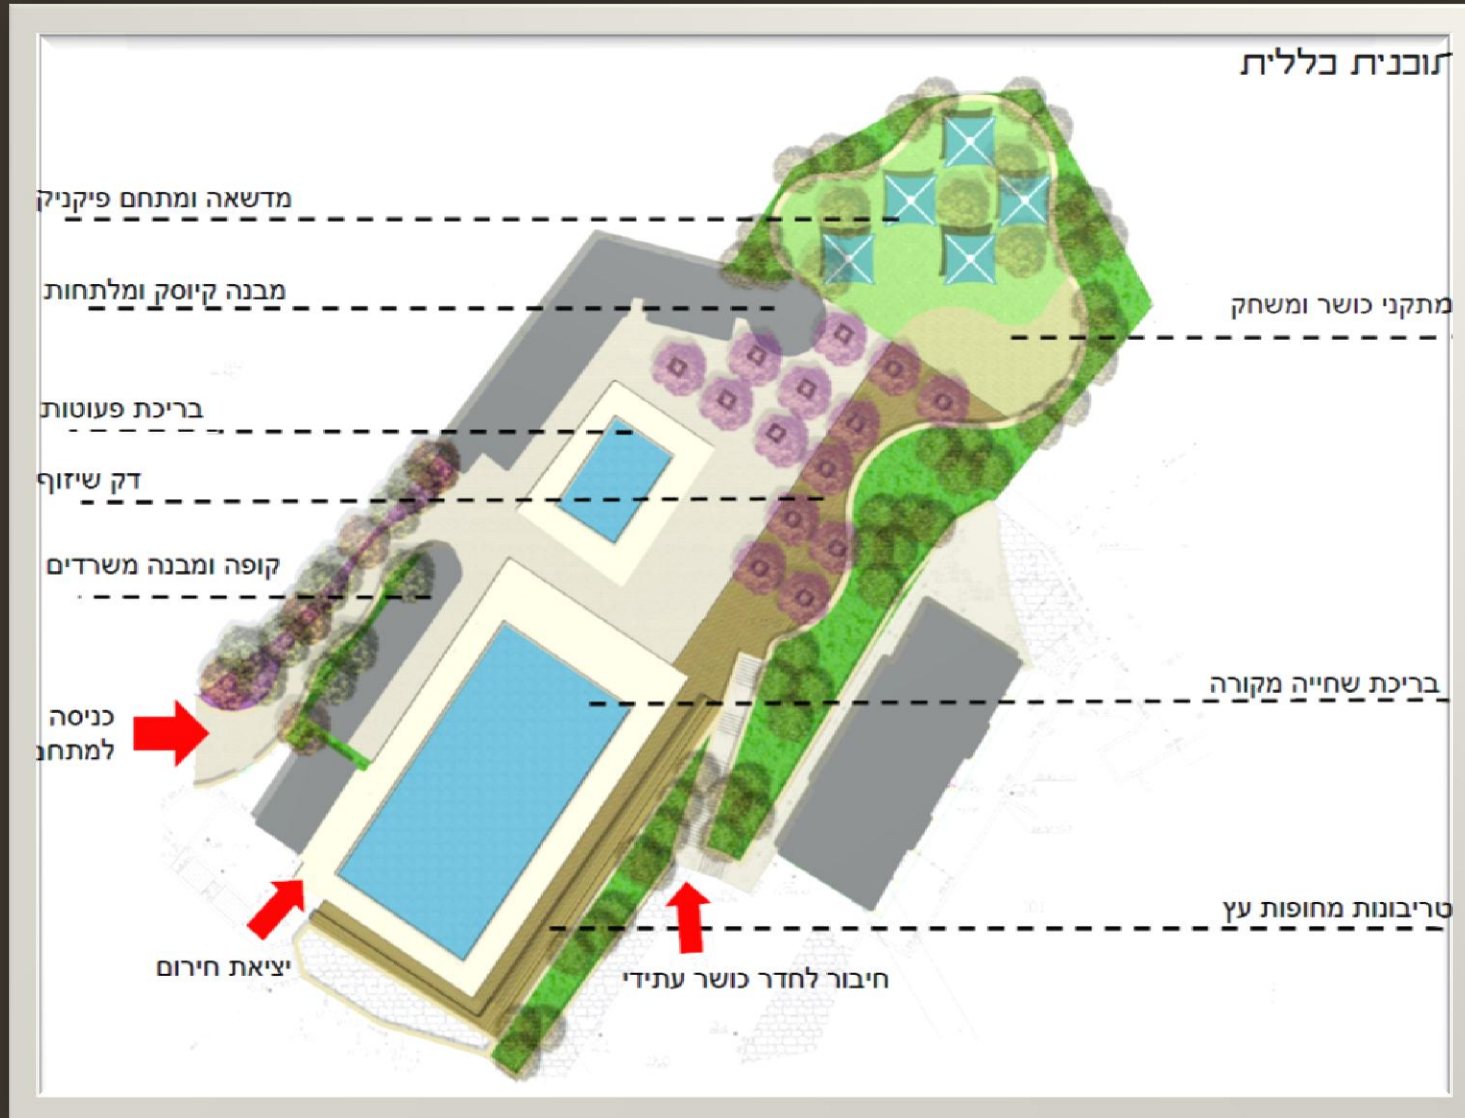 תוכנית כללית
מדשאה ומתחם פיקניק
מבנה קיוסק ומלתחות
מתקני כושר ומשחק
בריכת פעוטות
דק שיזוף
קופה ומבנה משרדים
בריכת שחייה מקורה
כניסה
למתחם
טריבונות מחופות עץ
יציאת חירום
חיבור לחדר כושר עתידי